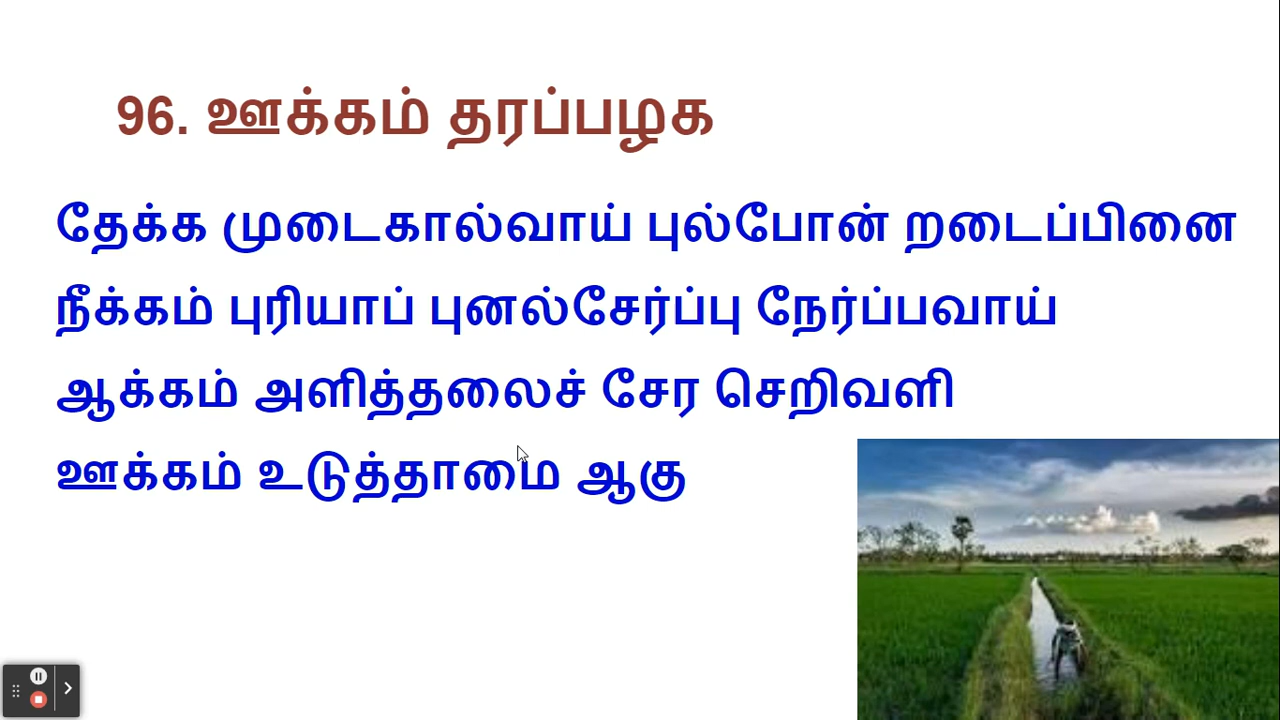 96. ஊக்கம் தரப்பழக
தேக்க முடைகால்வாய் புல்போன் றடைப்பினை
நீக்கம் புரியாப் புனல்சேர்ப்பு நேர்ப்பவாய்
ஆக்கம் அளித்தலைச் சேர செறிவளி
ஊக்கம் உடுத்தாமை ஆகு